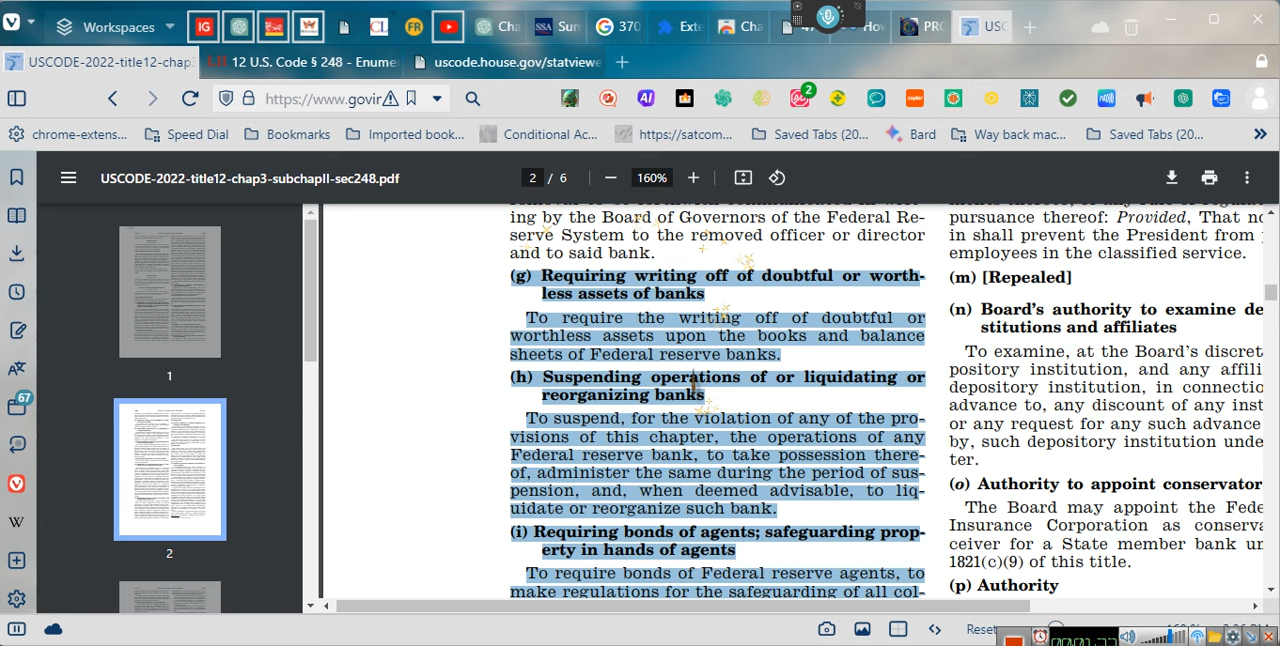 Workspaces
IG
CL
FR
Cha
SSA
Sun
370
Exte
Cha
47
How
PRC
USC
USCODE-2022-title12-chap3
12 U.S. Code § 248 - Enume
uscode.house.gov/statviewe
https://www.govir
2
chrome-extens...
Speed Dial
Bookmarks
Imported book...
Conditional Ac...
https://satcom...
Saved Tabs (20...
Bard
Way back mac...
Saved Tabs (20...
USCODE-2022-title12-chap3-subchapII-sec248.pdf
2 / 6
160%
67
W
1
2
ing by the Board of Governors of the Federal Re-
serve System to the removed officer or director
and to said bank.
(g) Requiring writing off of doubtful or worth-
less assets of banks
To require the writing off of doubtful or
worthless assets upon the books and balance
sheets of Federal reserve banks.
(h) Suspending operations of or liquidating or
reorganizing banks
To suspend, for the violation of any of the pro-
visions of this chapter, the operations of any
Federal reserve bank, to take possession there-
of, administer the same during the period of sus-
pension, and, when deemed advisable, to liq-
uidate or reorganize such bank.
(i) Requiring bonds of agents; safeguarding prop-
erty in hands of agents
To require bonds of Federal reserve agents, to
make regulations for the safeguarding of all col-
pursuance thereof: Provided, That no
in shall prevent the President from
employees in the classified service.
(m) [Repealed]
(n) Board's authority to examine de
stitutions and affiliates
To examine, at the Board's discret
pository institution, and any affili
depository institution, in connectio
advance to, any discount of any inst
or any request for any such advance
by, such depository institution unde
ter.
(o) Authority to appoint conservator
The Board may appoint the Fede
Insurance Corporation as conserva
ceiver for a State member bank un
1821(c)(9) of this title.
(p) Authority
Reset